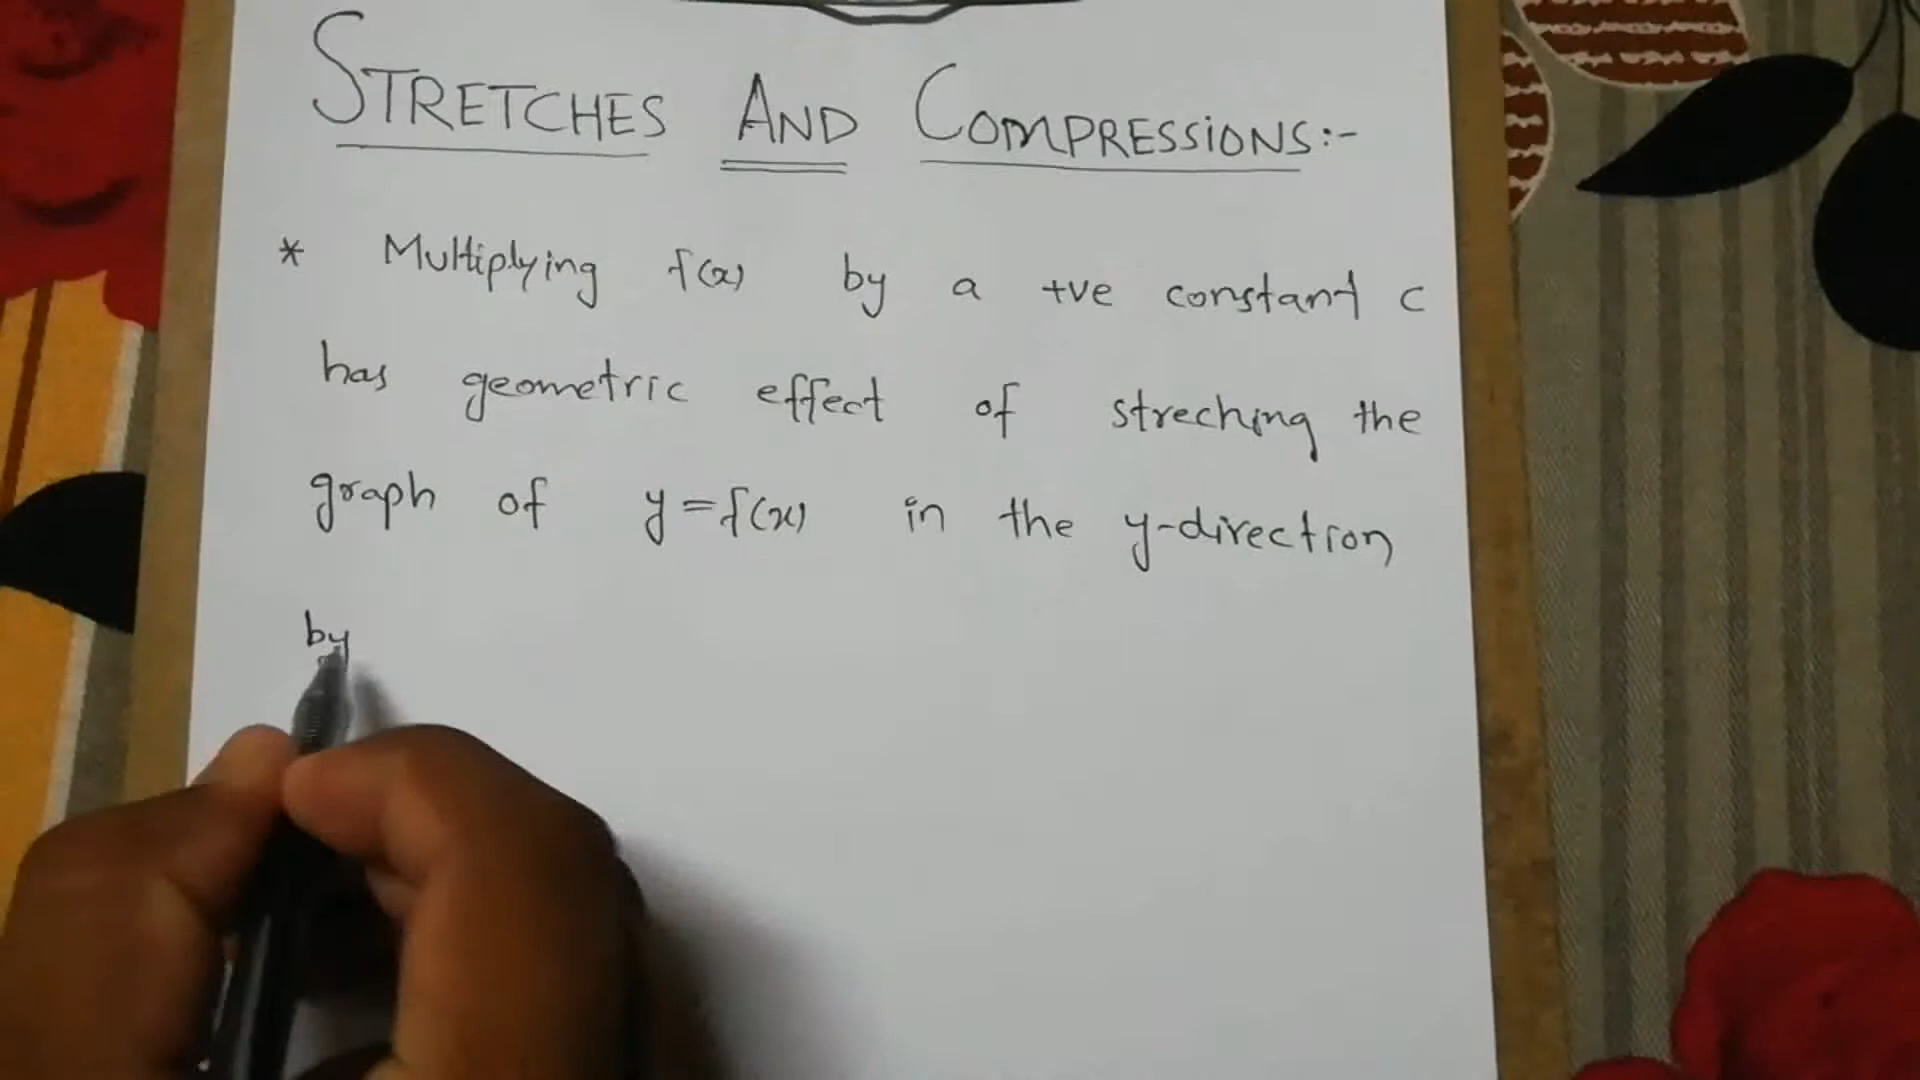 STRETCHES AND COMPRESSIONS:-
* Multiplying f(x) by a +ve constant c
has geometric effect of streching the
graph of y=f(x) in the y-direction
by